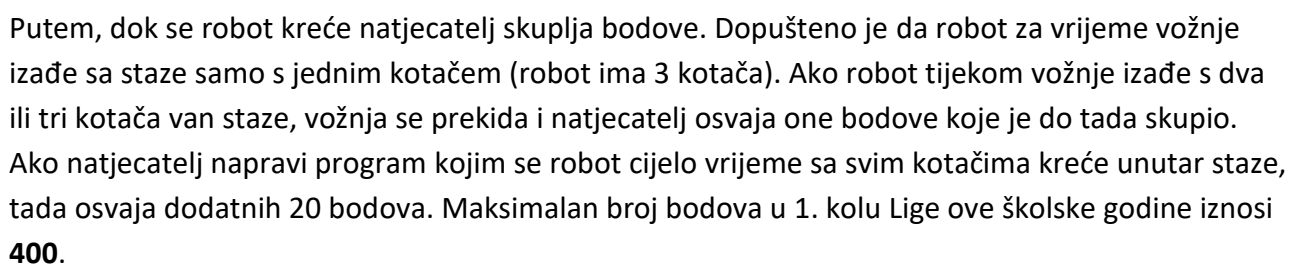 Putem, dok se robot kreće natjecatelj skuplja bodove. Dopušteno je da robot za vrijeme vožnje
izađe sa staze samo s jednim kotačem (robot ima 3 kotača). Ako robot tijekom vožnje izađe s dva
ili tri kotača van staze, vožnja se prekida i natjecatelj osvaja one bodove koje je do tada skupio.
Ako natjecatelj napravi program kojim se robot cijelo vrijeme sa svim kotačima kreće unutar staze,
tada osvaja dodatnih 20 bodova. Maksimalan broj bodova u 1. kolu Lige ove školske godine iznosi
400.